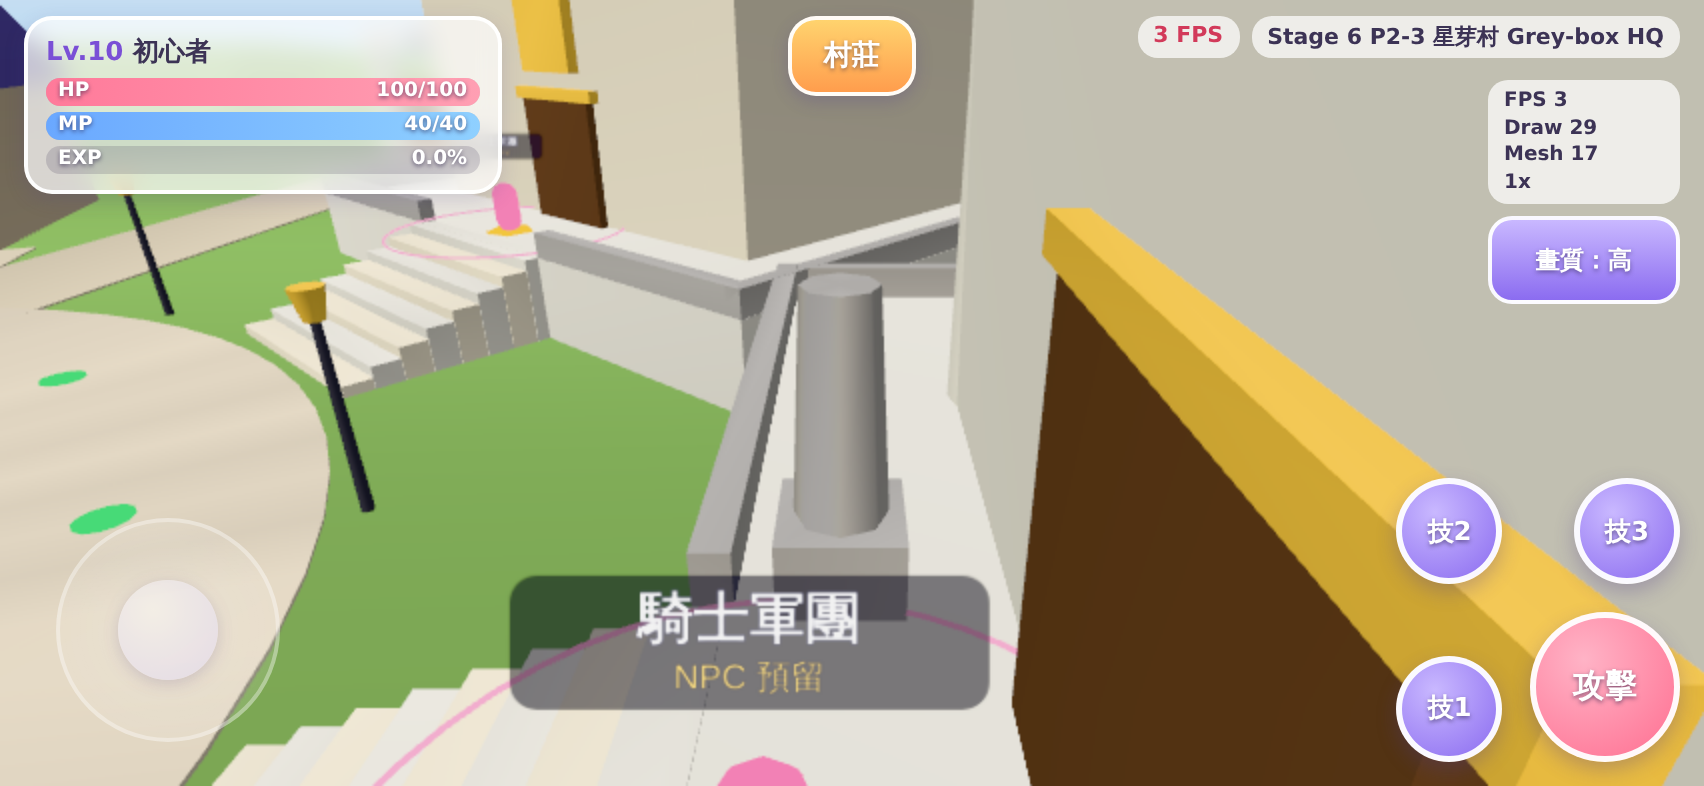 Lv.10 初心者
HP 100/100
MP 40/40
EXP 0.0%
村莊
3 FPS
Stage 6 P2-3 星芽村 Grey-box HQ
FPS 3
Draw 29
Mesh 17
1x
畫質：高
騎士軍團
NPC 預留
技2
技3
技1
攻擊